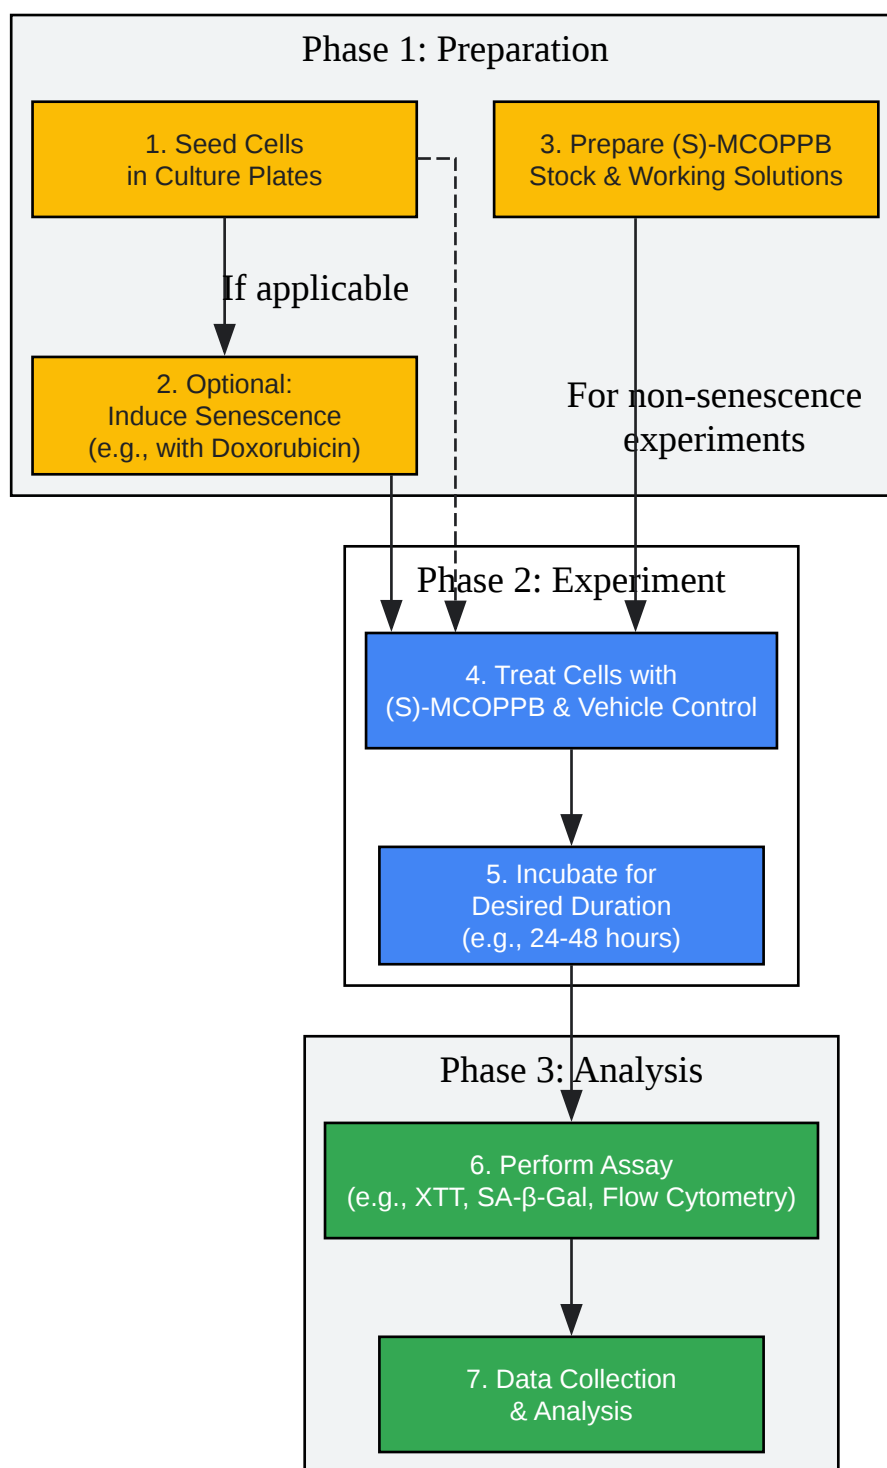 Phase 1: Preparation
1. Seed Cells
in Culture Plates
3. Prepare (S)-MCOPPB
Stock & Working Solutions
If applicable
2. Optional:
Induce Senescence
(e.g., with Doxorubicin)
For non-senescence
experiments
Phase 2: Experiment
4. Treat Cells with
(S)-MCOPPB & Vehicle Control
5. Incubate for
Desired Duration
(e.g., 24-48 hours)
Phase 3: Analysis
6. Perform Assay
(e.g., XTT, SA-β-Gal, Flow Cytometry)
7. Data Collection
& Analysis